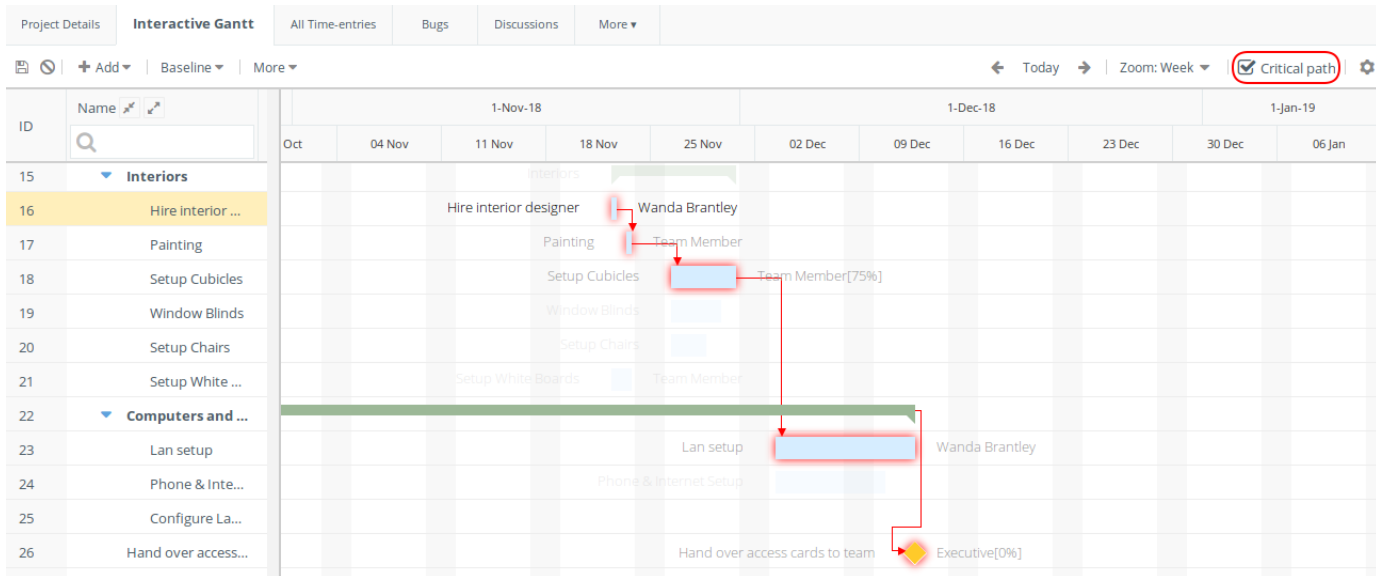 Project Details Interactive Gantt All Time-entries Bugs Discussions More ▾
+ Add ▾ Baseline ▾ More ▾ ← Today → Zoom: Week ▾ Critical path
ID Name 1-Nov-18 1-Dec-18 1-Jan-19
Oct 04 Nov 11 Nov 18 Nov 25 Nov 02 Dec 09 Dec 16 Dec 23 Dec 30 Dec 06 Jan
15 Interiors Interiors
16 Hire interior ... Hire interior designer Wanda Brantley
17 Painting Painting Team Member
18 Setup Cubicles Setup Cubicles Team Member[75%]
19 Window Blinds Window Blinds
20 Setup Chairs Setup Chairs
21 Setup White ... Setup White Boards Team Member
22 Computers and ...
23 Lan setup Lan setup Wanda Brantley
24 Phone & Inte... Phone & Internet Setup
25 Configure La...
26 Hand over access... Hand over access cards to team Executive[0%]